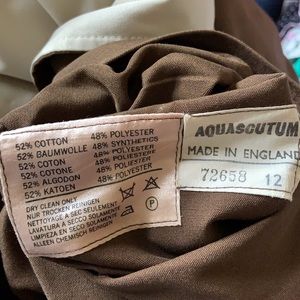 52% COTTON 48% POLYESTER
52% BAUMWOLLE 48% SYNTHETICS
52% COTON 48% POLYESTER
52% COTONE 48% POLYESTER
52% ALGODON 48% POLYESTER
52% KATOEN 48% POLYESTER
DRY CLEAN ONLY
NUR TROCKEN REINIGEN
NETTOYAGE A SEC SEULEMENT
LAVATURA A SECCO SOLAMENTE
LIMPIEZA EN SECO SOLAMENTE
ALLEEN CHEMISCH REINIGEN
P
AQUASCUTUM
MADE IN ENGLAND
72658 12